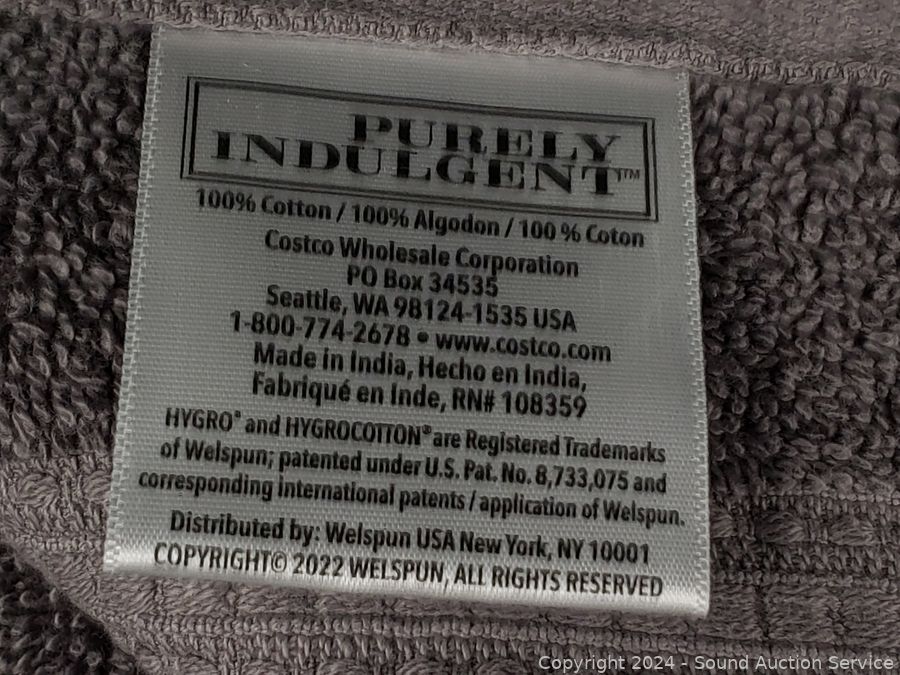 PURELY
INDULGENT™
100% Cotton / 100% Algodon / 100 % Coton
Costco Wholesale Corporation
PO Box 34535
Seattle, WA 98124-1535 USA
1-800-774-2678 • www.costco.com
Made in India, Hecho en India,
Fabriqué en Inde, RN# 108359
HYGRO® and HYGROCOTTON® are Registered Trademarks
of Welspun; patented under U.S. Pat. No. 8,733,075 and
corresponding international patents / application of Welspun.
Distributed by: Welspun USA New York, NY 10001
COPYRIGHT© 2022 WELSPUN, ALL RIGHTS RESERVED
Copyright 2024 - Sound Auction Service